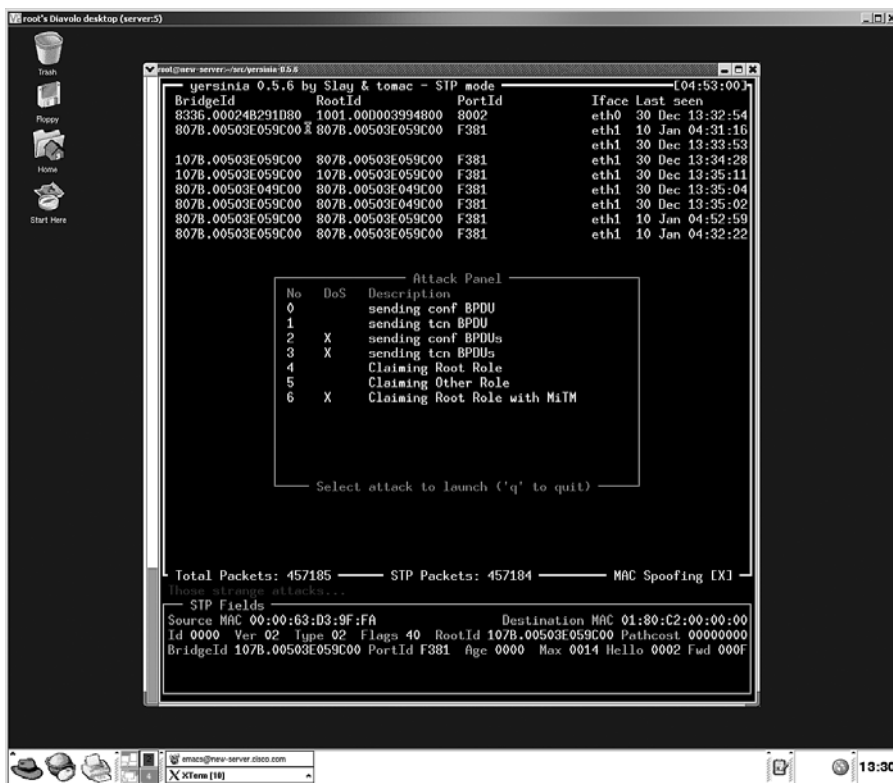 root's Diavolo desktop (server:5)
Trash
Floppy
Home
Start Here
root@new-server:~/src/yersinia-0.5.6
yersinia 0.5.6 by Slay & tomac - STP mode [04:53:00]
BridgeId RootId PortId Iface Last seen
8336.00024B291D80 1001.00D003994800 8002 eth0 30 Dec 13:32:54
807B.00503E059C00 807B.00503E059C00 F381 eth1 10 Jan 04:31:16
eth1 30 Dec 13:33:53
107B.00503E059C00 807B.00503E059C00 F381 eth1 30 Dec 13:34:28
107B.00503E059C00 107B.00503E059C00 F381 eth1 30 Dec 13:35:11
807B.00503E049C00 807B.00503E049C00 F381 eth1 30 Dec 13:35:04
807B.00503E059C00 807B.00503E049C00 F381 eth1 30 Dec 13:35:02
807B.00503E059C00 807B.00503E059C00 F381 eth1 10 Jan 04:52:59
807B.00503E059C00 807B.00503E059C00 F381 eth1 10 Jan 04:32:22
Attack Panel
No DoS Description
0 sending conf BPDU
1 sending tcn BPDU
2 X sending conf BPDUs
3 X sending tcn BPDUs
4 Claiming Root Role
5 Claiming Other Role
6 X Claiming Root Role with MiTM
Select attack to launch ('q' to quit)
Total Packets: 457185 STP Packets: 457184 MAC Spoofing [X]
Those strange attacks...
STP Fields
Source MAC 00:00:63:D3:9F:FA Destination MAC 01:80:C2:00:00:00
Id 0000 Ver 02 Type 02 Flags 40 RootId 107B.00503E059C00 Pathcost 00000000
BridgeId 107B.00503E059C00 PortId F381 Age 0000 Max 0014 Hello 0002 Fwd 000F
emacs@new-server.cisco.com
XTerm [10]
13:30